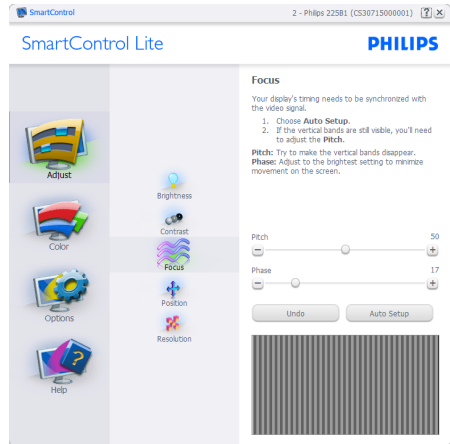 SmartControl
2 - Philips 225B1 (CS30715000001)
?
SmartControl Lite
PHILIPS
Adjust
Color
Options
Help
Brightness
Contrast
Focus
Position
Resolution
Focus
Your display's timing needs to be synchronized with
the video signal.
1. Choose Auto Setup.
2. If the vertical bands are still visible, you'll need
to adjust the Pitch.
Pitch: Try to make the vertical bands disappear.
Phase: Adjust to the brightest setting to minimize
movement on the screen.
Pitch 50
Phase 17
Undo Auto Setup